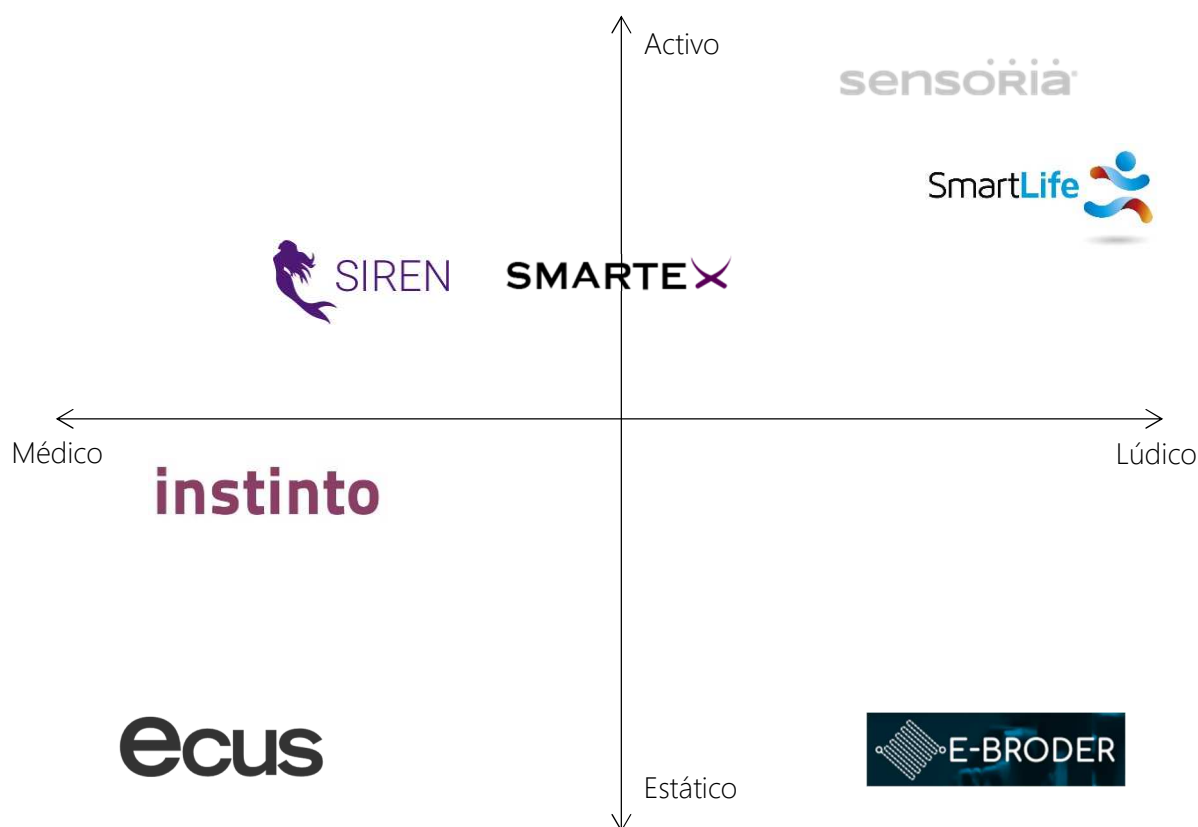 Activo
sensoria
SmartLife
SIREN
SMARTEX
Médico
Lúdico
instinto
ecus
E-BRODER
Estático